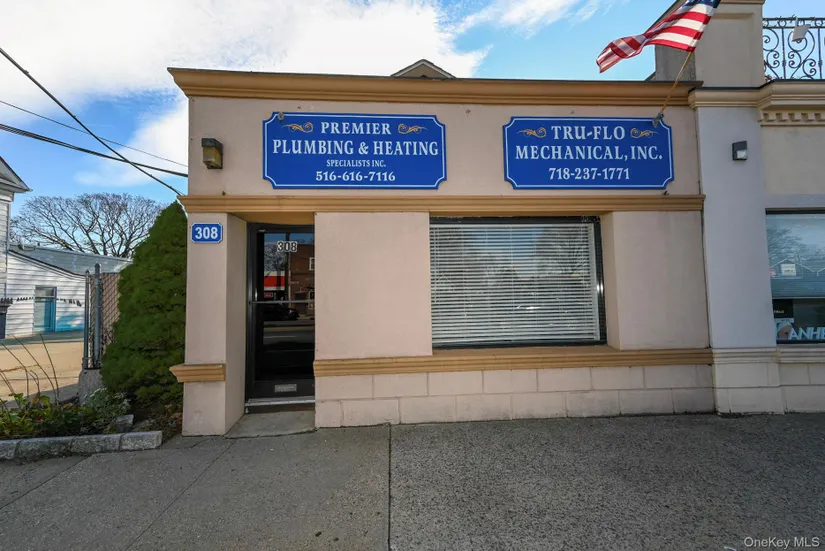 PREMIER
PLUMBING & HEATING
SPECIALISTS INC.
516-616-7116
TRU-FLO
MECHANICAL, INC.
718-237-1771
308
308
OneKey MLS